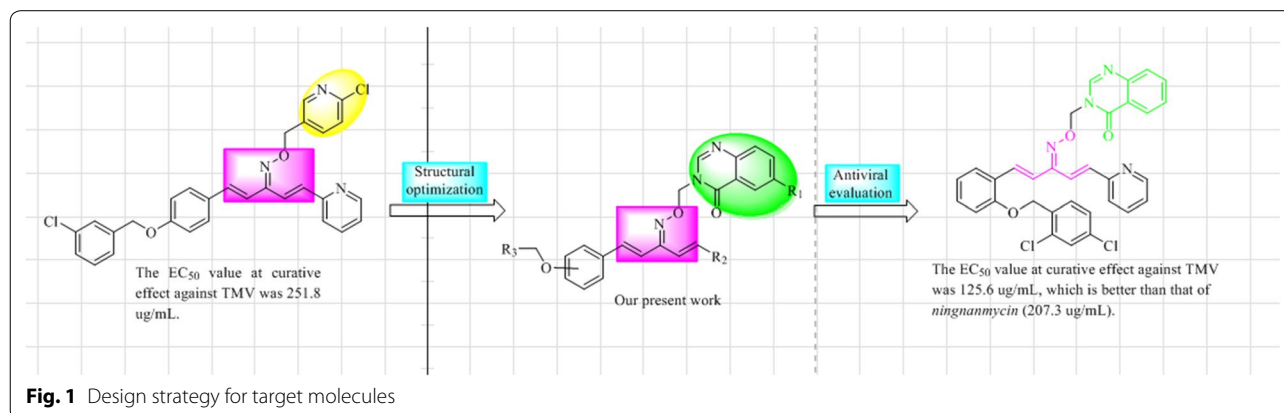 N
Cl
O
N
N
Cl
O
The EC50 value at curative
effect against TMV was 251.8
ug/mL.
Structural
optimization
N
N
O
R1
O
N
R3
O
R2
Our present work
Antiviral
evaluation
N
N
O
O
N
N
O
Cl
Cl
The EC50 value at curative effect against TMV
was 125.6 ug/mL, which is better than that of
ningnanmycin (207.3 ug/mL).
Fig. 1 Design strategy for target molecules